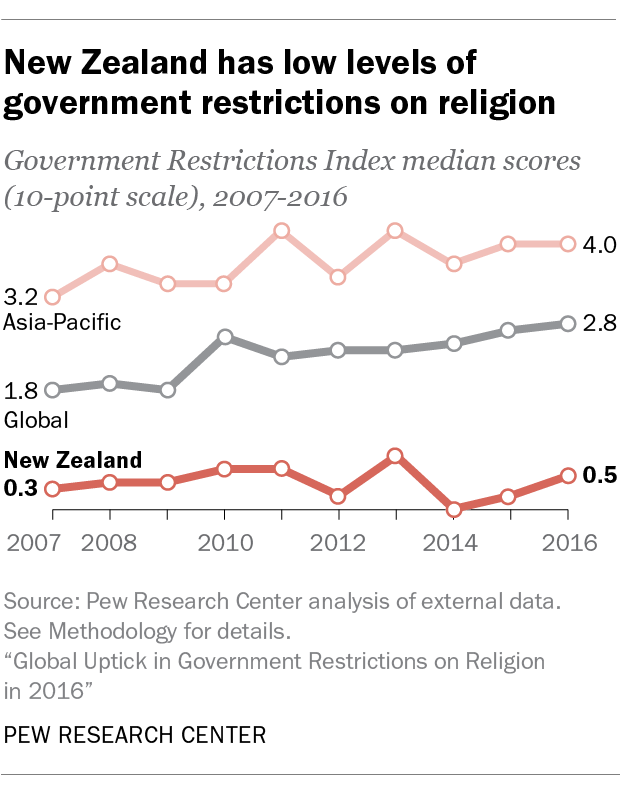 New Zealand has low levels of
government restrictions on religion
Government Restrictions Index median scores
(10-point scale), 2007-2016
4.0
3.2
Asia-Pacific
2.8
1.8
Global
New Zealand
0.3
0.5
2007 2008 2010 2012 2014 2016
Source: Pew Research Center analysis of external data.
See Methodology for details.
“Global Uptick in Government Restrictions on Religion
in 2016”
PEW RESEARCH CENTER